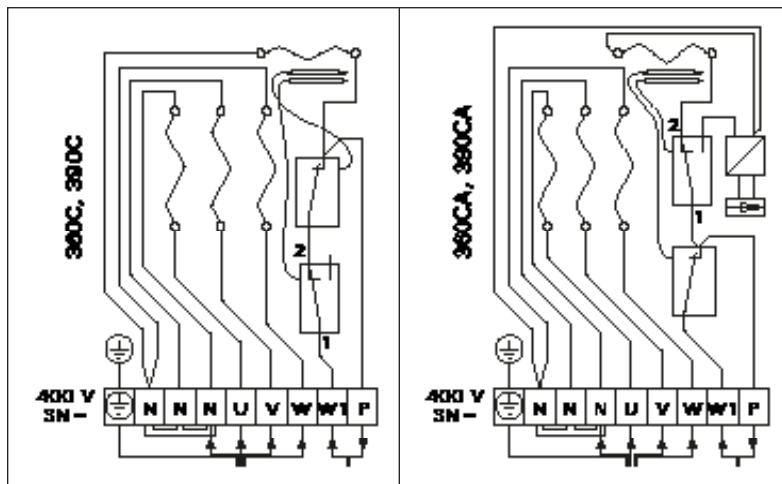 360C, 390C
2
1
400 V
3N~
N N N U V W W1 P
360CA, 390CA
2
1
400 V
3N~
N N N U V W W1 P